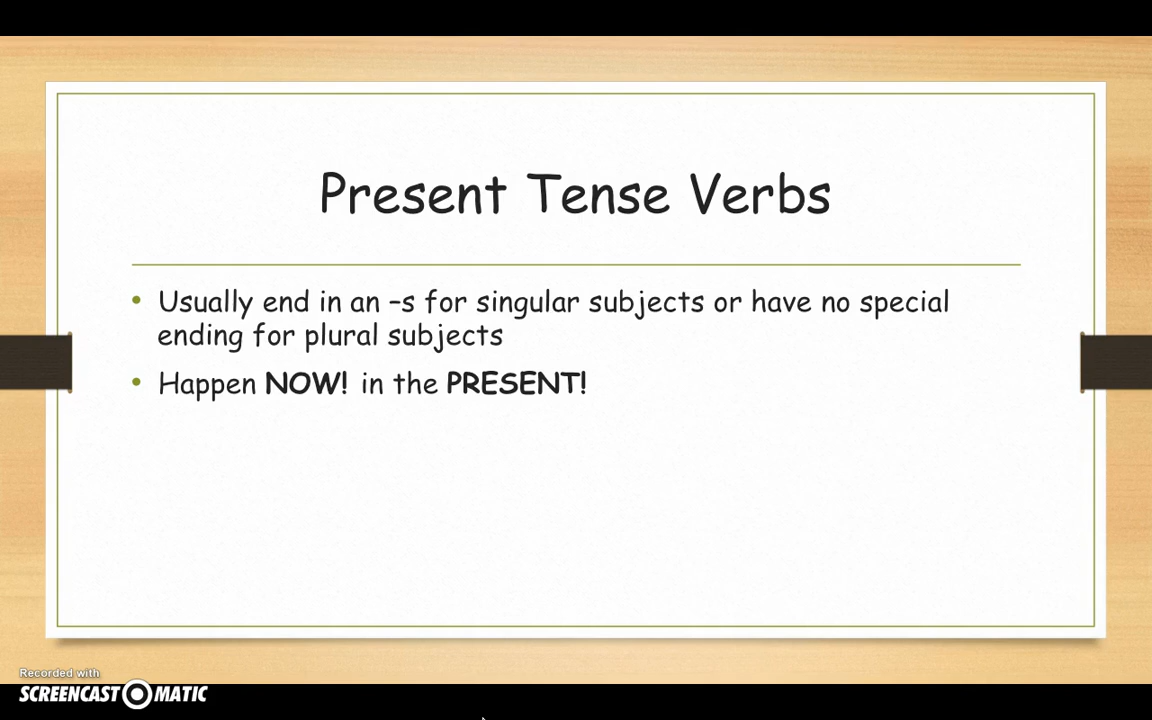 Present Tense Verbs
• Usually end in an –s for singular subjects or have no special
ending for plural subjects
• Happen NOW! in the PRESENT!
Recorded with
SCREENCAST MATIC